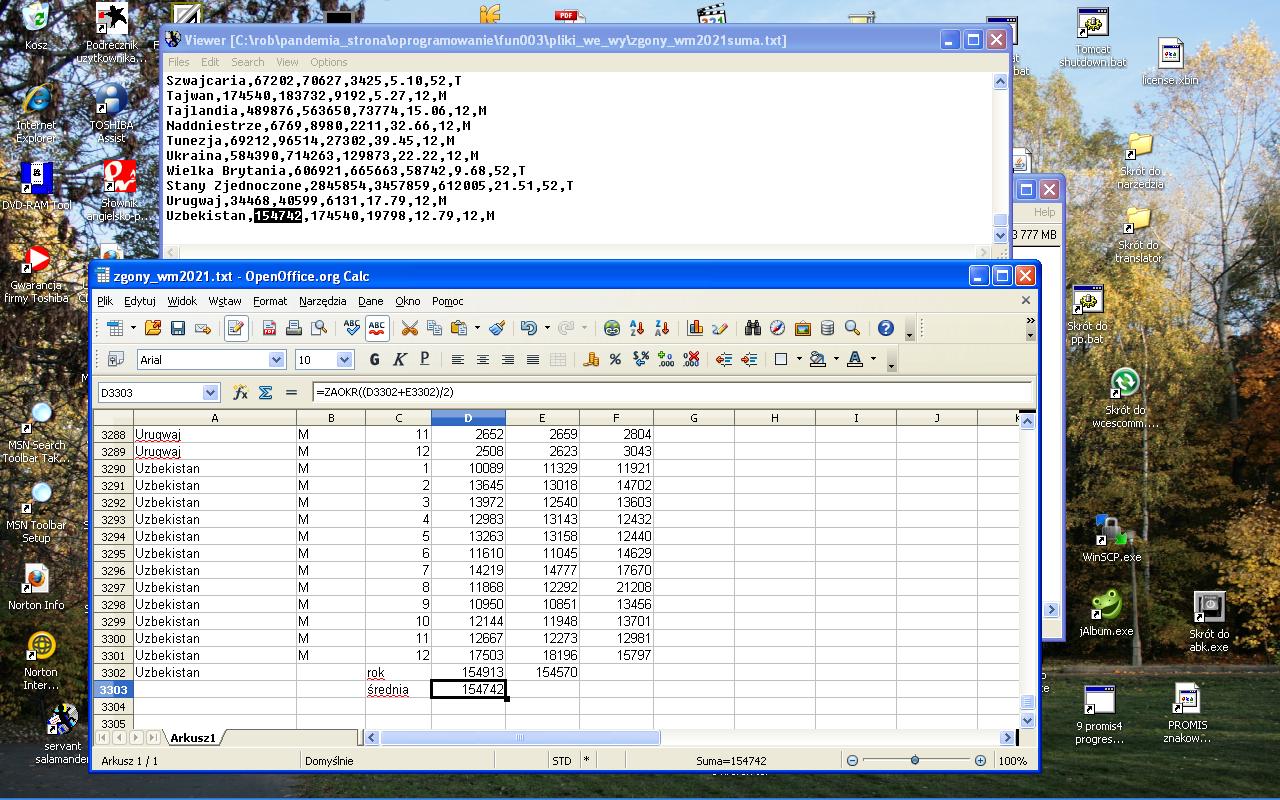 Kosz
Podręcznik
użytkownika...
Internet
Explorer
TOSHIBA
Assist
DVD-RAM Tool
Słownik
angielsko-p...
Gwarancja
firmy Toshiba
MSN Search
Toolbar Tak...
MSN Toolbar
Setup
Norton Info
Norton
Inter...
servant
salamander
PDF
321
Viewer [C:\rob\pandemia_strona\oprogramowanie\fun003\pliki_we_wy\zgony_wm2021suma.txt]
Files Edit Search View Options
Szwajcaria,67202,70627,3425,5.10,52,T
Tajwan,174540,183732,9192,5.27,12,M
Tajlandia,489876,563650,73774,15.06,12,M
Naddniestrze,6769,8980,2211,32.66,12,M
Tunezja,69212,96514,27302,39.45,12,M
Ukraina,584390,714263,129873,22.22,12,M
Wielka Brytania,606921,665663,58742,9.68,52,T
Stany Zjednoczone,2845854,3457859,612005,21.51,52,T
Urugwaj,34468,40599,6131,17.79,12,M
Uzbekistan,154742,174540,19798,12.79,12,M
Help
3 777 MB
zgony_wm2021.txt - OpenOffice.org Calc
Plik Edytuj Widok Wstaw Format Narzędzia Dane Okno Pomoc
Arial 10 G K P
D3303 =ZAOKR((D3302+E3302)/2)
A B C D E F G H I J K
3288 Urugwaj M 11 2652 2659 2804
3289 Urugwaj M 12 2508 2623 3043
3290 Uzbekistan M 1 10089 11329 11921
3291 Uzbekistan M 2 13645 13018 14702
3292 Uzbekistan M 3 13972 12540 13603
3293 Uzbekistan M 4 12983 13143 12432
3294 Uzbekistan M 5 13263 13158 12440
3295 Uzbekistan M 6 11610 11045 14629
3296 Uzbekistan M 7 14219 14777 17670
3297 Uzbekistan M 8 11868 12292 21208
3298 Uzbekistan M 9 10950 10851 13456
3299 Uzbekistan M 10 12144 11948 13701
3300 Uzbekistan M 11 12667 12273 12981
3301 Uzbekistan M 12 17503 18196 15797
3302 Uzbekistan rok 154913 154570
3303 średnia 154742
3304
3305
Arkusz1
Arkusz 1 / 1 Domyślnie STD * Suma=154742 100%
Tomcat
shutdown.bat
license.xbin
Skrót do
narzedzia
Skrót do
translator
Skrót do
pp.bat
Skrót do
wcescomm....
WinSCP.exe
jAlbum.exe
Skrót do
abk.exe
9 promis4
progres...
PROMIS
znakow...